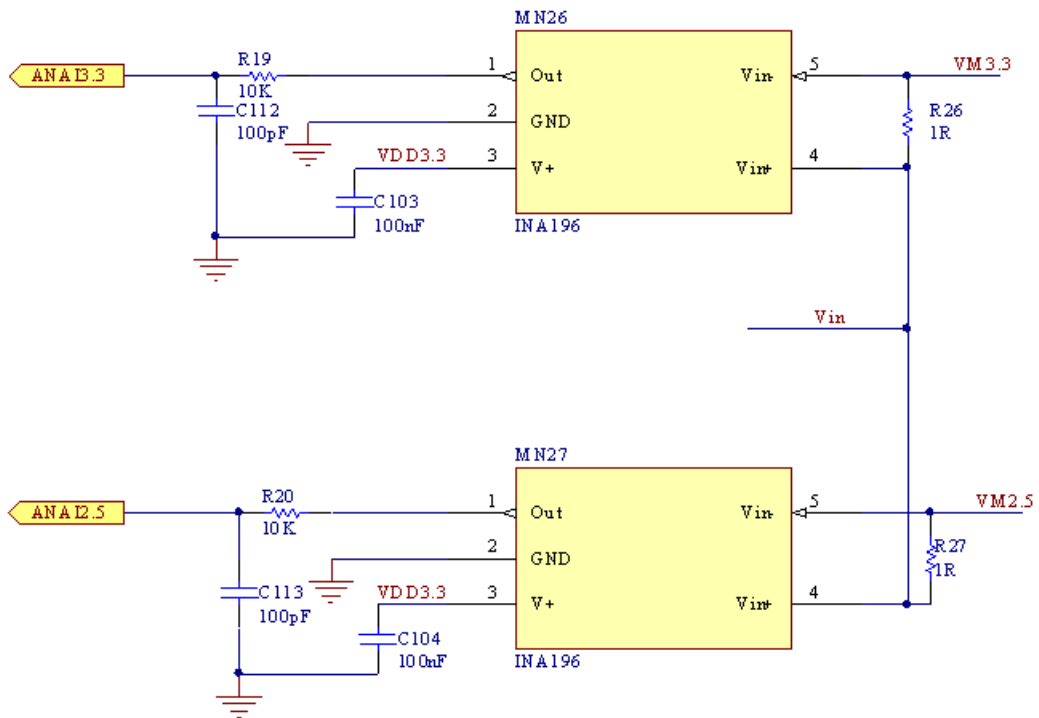 MN26
ANAI3.3
R19
10K
1
Out
Vin-
5
VM3.3
C112
100pF
2
GND
R26
1R
VDD3.3
3
V+
Vin+
4
C103
100nF
INA196
Vin
MN27
ANAI2.5
R20
10K
1
Out
Vin-
5
VM2.5
2
GND
R27
1R
C113
100pF
VDD3.3
3
V+
Vin+
4
C104
100nF
INA196